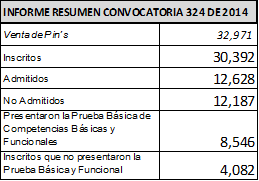 INFORME RESUMEN CONVOCATORIA 324 DE 2014
Venta de Pin's 32,971
Inscritos 30,392
Admitidos 12,628
No Admitidos 12,187
Presentaron la Prueba Básica de
Competencias Básicas y
Funcionales 8,546
Inscritos que no presentaron la
Prueba Básica y Funcional 4,082